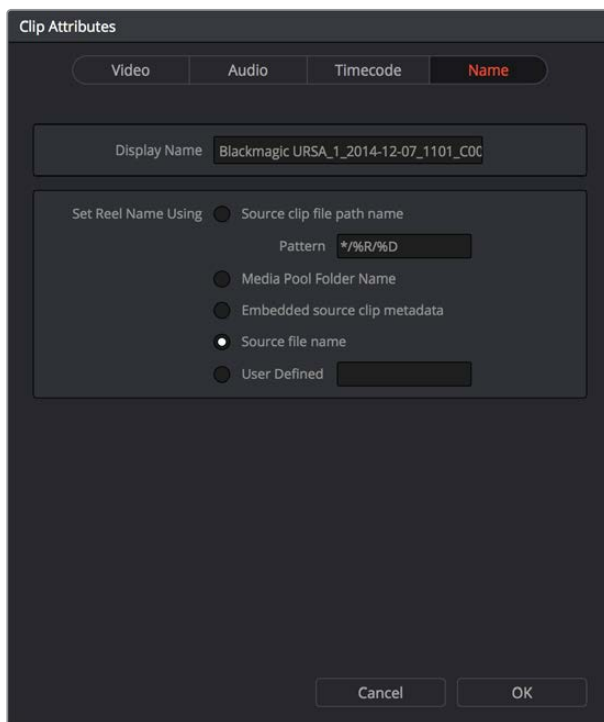 Clip Attributes
Video Audio Timecode Name
Display Name Blackmagic URSA_1_2014-12-07_1101_C00
Set Reel Name Using Source clip file path name
Pattern */%R/%D
Media Pool Folder Name
Embedded source clip metadata
Source file name
User Defined
Cancel OK